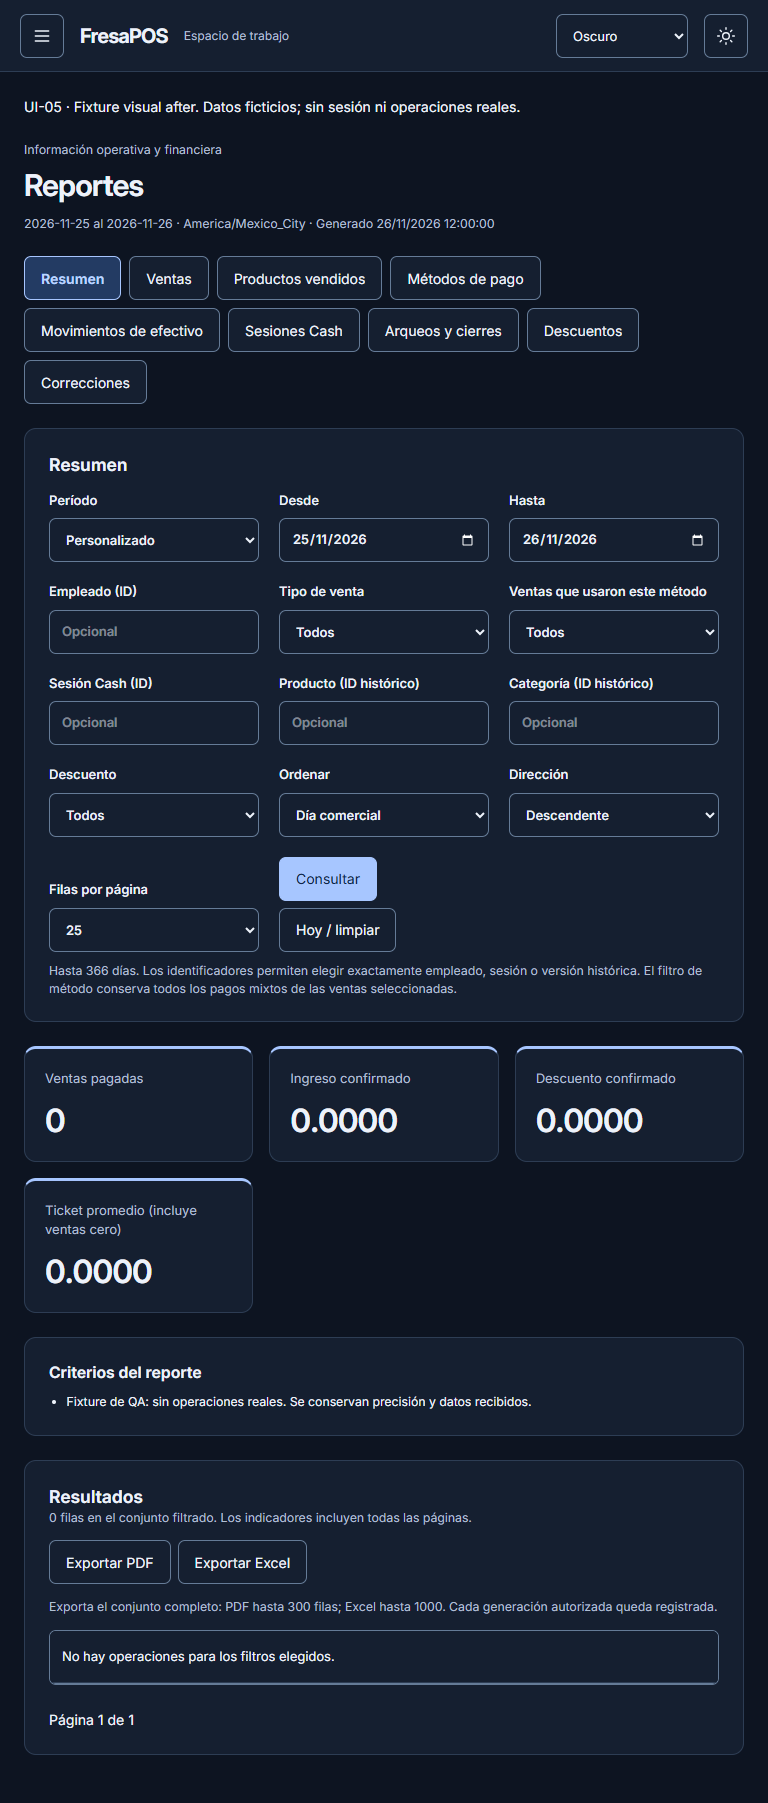 FresaPOS Espacio de trabajo Oscuro
UI-05 · Fixture visual after. Datos ficticios; sin sesión ni operaciones reales.
Información operativa y financiera
Reportes
2026-11-25 al 2026-11-26 · America/Mexico_City · Generado 26/11/2026 12:00:00
Resumen Ventas Productos vendidos Métodos de pago
Movimientos de efectivo Sesiones Cash Arqueos y cierres Descuentos
Correcciones
Resumen
Período Desde Hasta
Personalizado 25/11/2026 26/11/2026
Empleado (ID) Tipo de venta Ventas que usaron este método
Opcional Todos Todos
Sesión Cash (ID) Producto (ID histórico) Categoría (ID histórico)
Opcional Opcional Opcional
Descuento Ordenar Dirección
Todos Día comercial Descendente
Filas por página Consultar
25 Hoy / limpiar
Hasta 366 días. Los identificadores permiten elegir exactamente empleado, sesión o versión histórica. El filtro de
método conserva todos los pagos mixtos de las ventas seleccionadas.
Ventas pagadas Ingreso confirmado Descuento confirmado
0 0.0000 0.0000
Ticket promedio (incluye
ventas cero)
0.0000
Criterios del reporte
• Fixture de QA: sin operaciones reales. Se conservan precisión y datos recibidos.
Resultados
0 filas en el conjunto filtrado. Los indicadores incluyen todas las páginas.
Exportar PDF Exportar Excel
Exporta el conjunto completo: PDF hasta 300 filas; Excel hasta 1000. Cada generación autorizada queda registrada.
No hay operaciones para los filtros elegidos.
Página 1 de 1